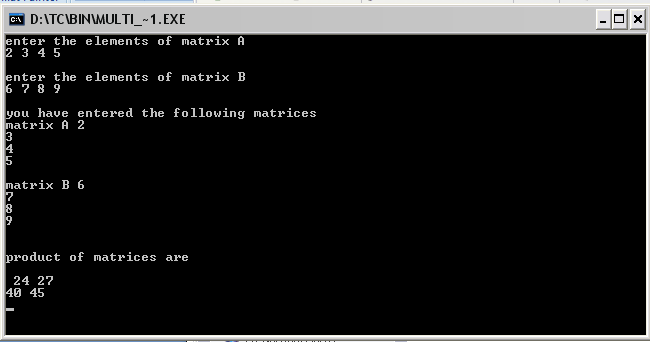 D:\TC\BIN\MULTI_~1.EXE
enter the elements of matrix A
2 3 4 5
enter the elements of matrix B
6 7 8 9
you have entered the following matrices
matrix A 2
3
4
5
matrix B 6
7
8
9
product of matrices are
24 27
40 45